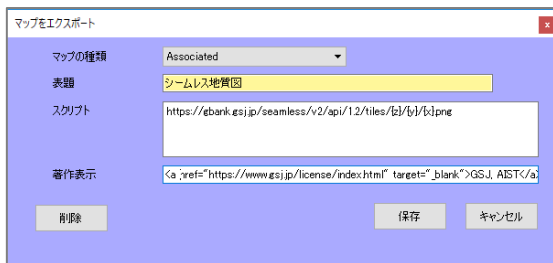 マップをエクスポート
x
マップの種類 Associated
表題 シームレス地質図
スクリプト https://gbank.gsj.jp/seamless/v2/api/1.2/tiles/{z}/{y}/{x}.png
著作表示 <a href="https://www.gsj.jp/license/index.html" target="_blank">GSJ, AIST</a>
削除 保存 キャンセル